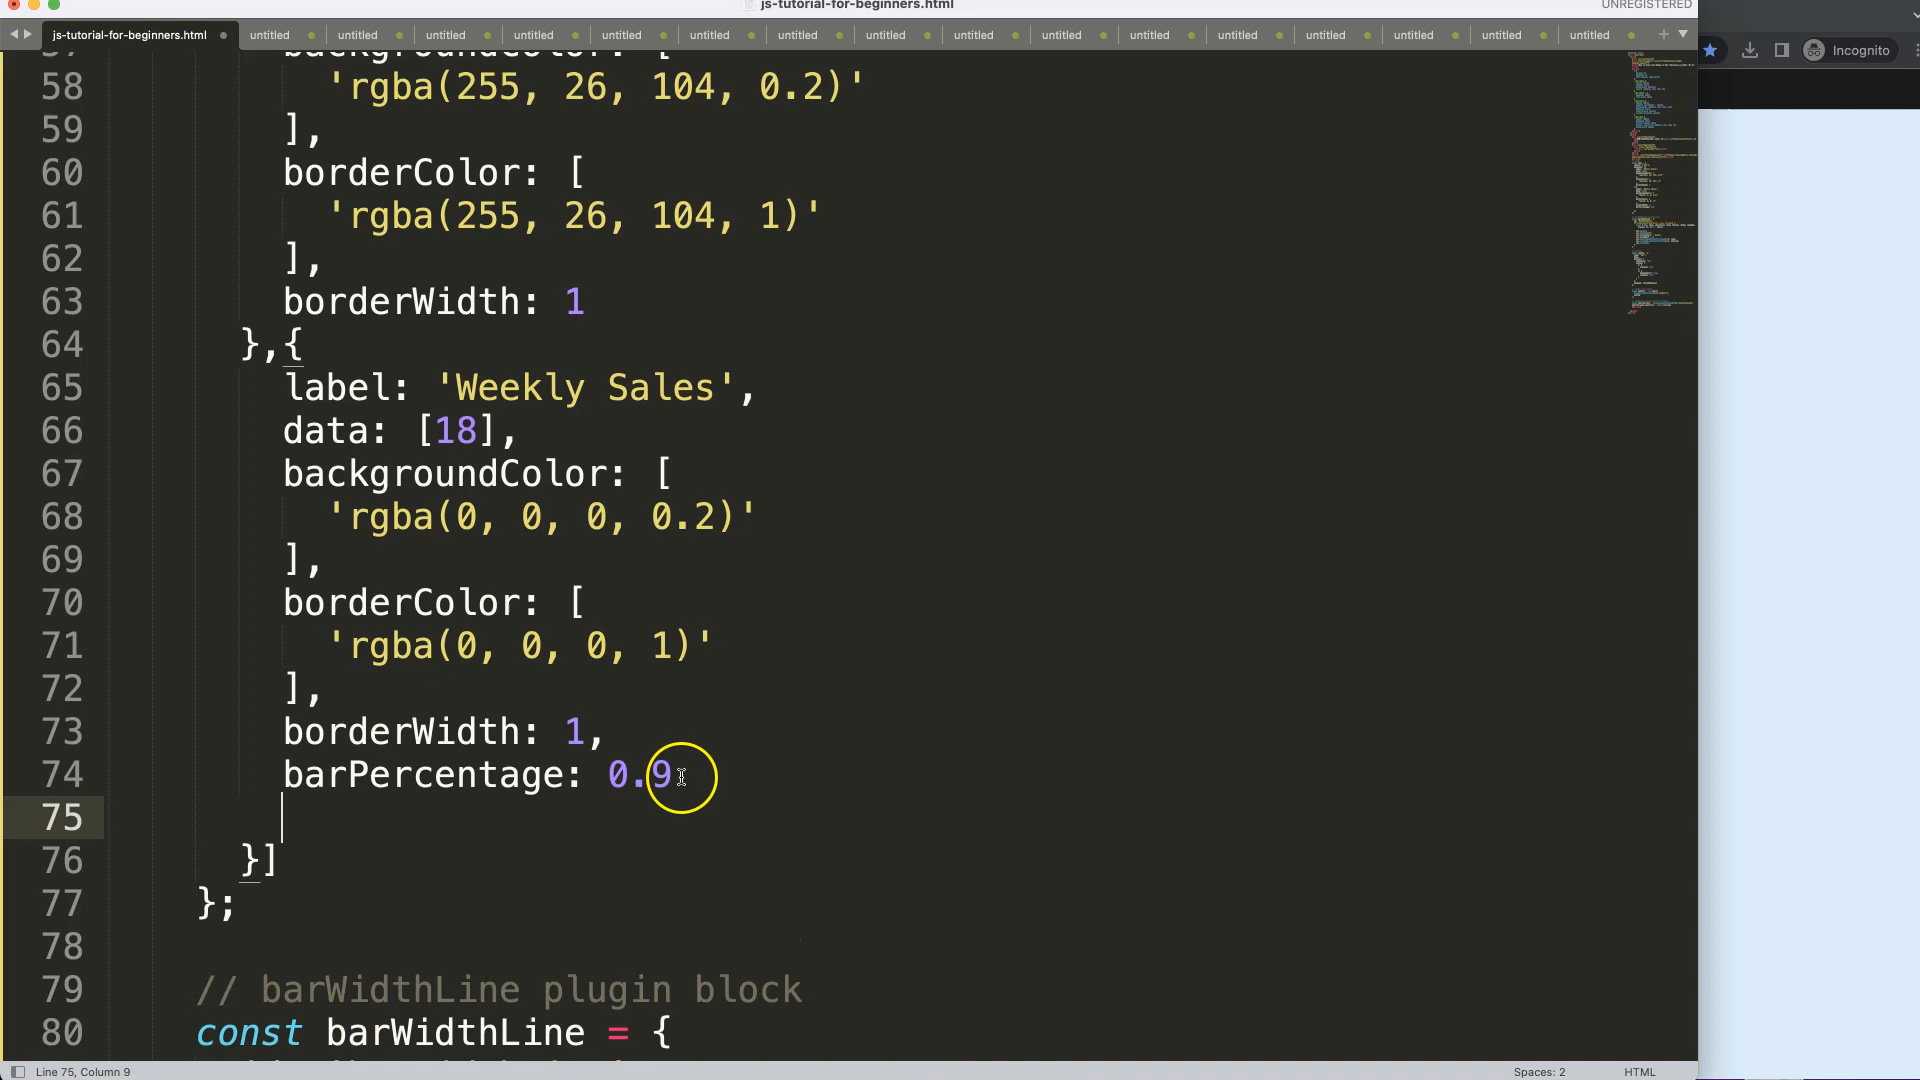 js-tutorial-for-beginners.html
UNREGISTERED
js-tutorial-for-beginners.html untitled untitled untitled untitled untitled untitled untitled untitled untitled untitled untitled untitled untitled untitled untitled untitled
Incognito
57 backgroundColor: [
58 'rgba(255, 26, 104, 0.2)'
59 ],
60 borderColor: [
61 'rgba(255, 26, 104, 1)'
62 ],
63 borderWidth: 1
64 },{
65 label: 'Weekly Sales',
66 data: [18],
67 backgroundColor: [
68 'rgba(0, 0, 0, 0.2)'
69 ],
70 borderColor: [
71 'rgba(0, 0, 0, 1)'
72 ],
73 borderWidth: 1,
74 barPercentage: 0.9
75
76 }]
77 };
78
79 // barWidthLine plugin block
80 const barWidthLine = {
Line 75, Column 9
Spaces: 2
HTML